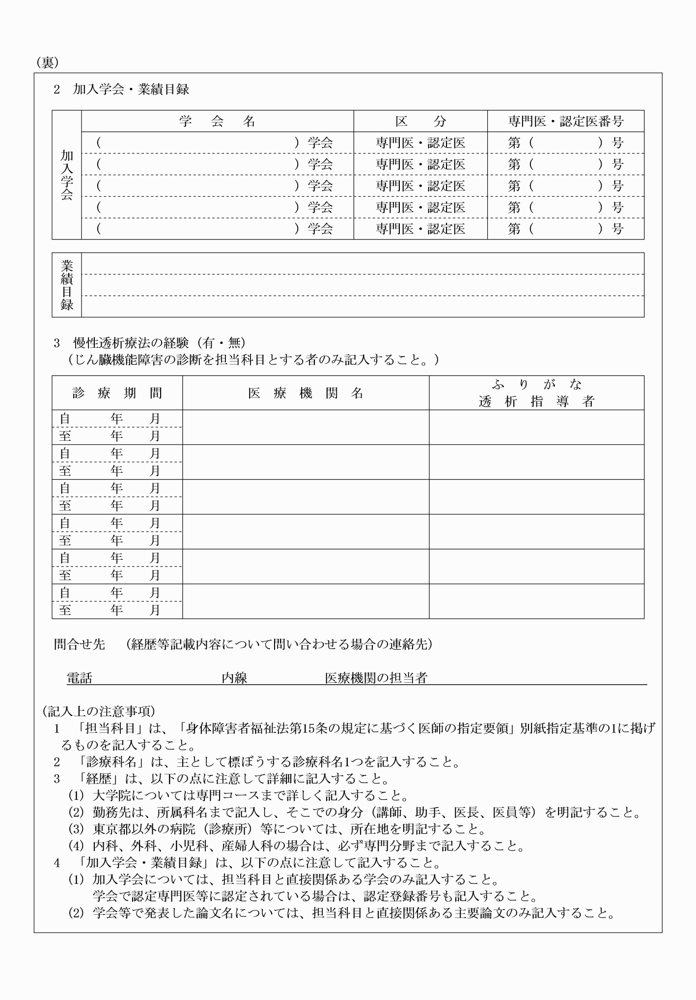 （裏）
2　加入学会・業績目録
加入学会
学　会　名　区　分　専門医・認定医番号
（　　　　　）学会　専門医・認定医　第（　　　　　）号
（　　　　　）学会　専門医・認定医　第（　　　　　）号
（　　　　　）学会　専門医・認定医　第（　　　　　）号
（　　　　　）学会　専門医・認定医　第（　　　　　）号
（　　　　　）学会　専門医・認定医　第（　　　　　）号
業績目録
3　慢性透析療法の経験（有・無）
（じん臓機能障害の診断を担当科目とする者のみ記入すること。）
診　療　期　間　医　療　機　関　名　ふ　り　が　な
透　析　指　導　者
自　　　年　　月
至　　　年　　月
自　　　年　　月
至　　　年　　月
自　　　年　　月
至　　　年　　月
自　　　年　　月
至　　　年　　月
自　　　年　　月
至　　　年　　月
自　　　年　　月
至　　　年　　月
問合せ先　（経歴等記載内容について問い合わせる場合の連絡先）
電話　　　　　内線　　　　　医療機関の担当者
（記入上の注意事項）
1　「担当科目」は、「身体障害者福祉法第15条の規定に基づく医師の指定要領」別紙指定基準の1に掲げ
るものを記入すること。
2　「診療科名」は、主として標ぼうする診療科名1つを記入すること。
3　「経歴」は、以下の点に注意して詳細に記入すること。
（1）大学院については専門コースまで詳しく記入すること。
（2）勤務先は、所属科名まで記入し、そこでの身分（講師、助手、医長、医員等）を明記すること。
（3）東京都以外の病院（診療所）等については、所在地を明記すること。
（4）内科、外科、小児科、産婦人科の場合は、必ず専門分野まで記入すること。
4　「加入学会・業績目録」は、以下の点に注意して記入すること。
（1）加入学会については、担当科目と直接関係ある学会のみ記入すること。
学会で認定専門医等に認定されている場合は、認定登録番号も記入すること。
（2）学会等で発表した論文名については、担当科目と直接関係ある主要論文のみ記入すること。